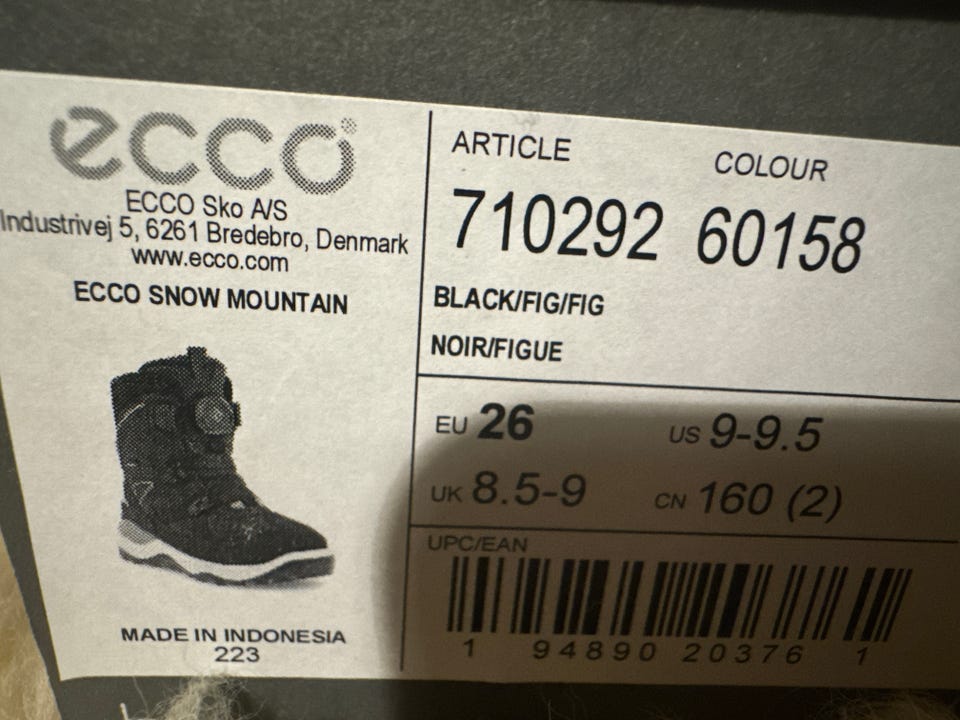 ecco®
ECCO Sko A/S
Industrivej 5, 6261 Bredebro, Denmark
www.ecco.com
ECCO SNOW MOUNTAIN
MADE IN INDONESIA
223
ARTICLE COLOUR
710292 60158
BLACK/FIG/FIG
NOIR/FIGUE
EU 26 US 9-9.5
UK 8.5-9 CN 160 (2)
UPC/EAN
1 94890 20376 1